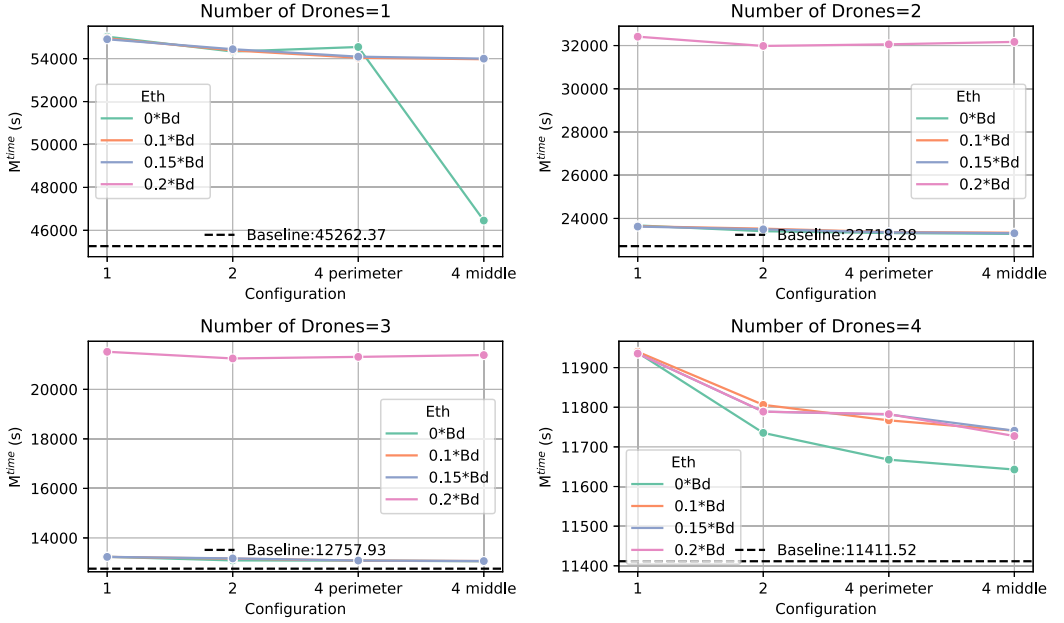 Number of Drones=1
54000
52000
50000
48000
46000
M^time (s)
Eth
0*Bd
0.1*Bd
0.15*Bd
0.2*Bd
Baseline:45262.37
1 2 4 perimeter 4 middle
Configuration
Number of Drones=2
32000
30000
28000
26000
24000
M^time (s)
Eth
0*Bd
0.1*Bd
0.15*Bd
0.2*Bd
Baseline:22718.28
1 2 4 perimeter 4 middle
Configuration
Number of Drones=3
20000
18000
16000
14000
M^time (s)
Eth
0*Bd
0.1*Bd
0.15*Bd
0.2*Bd
Baseline:12757.93
1 2 4 perimeter 4 middle
Configuration
Number of Drones=4
11900
11800
11700
11600
11500
11400
M^time (s)
Eth
0*Bd
0.1*Bd
0.15*Bd
0.2*Bd
Baseline:11411.52
1 2 4 perimeter 4 middle
Configuration